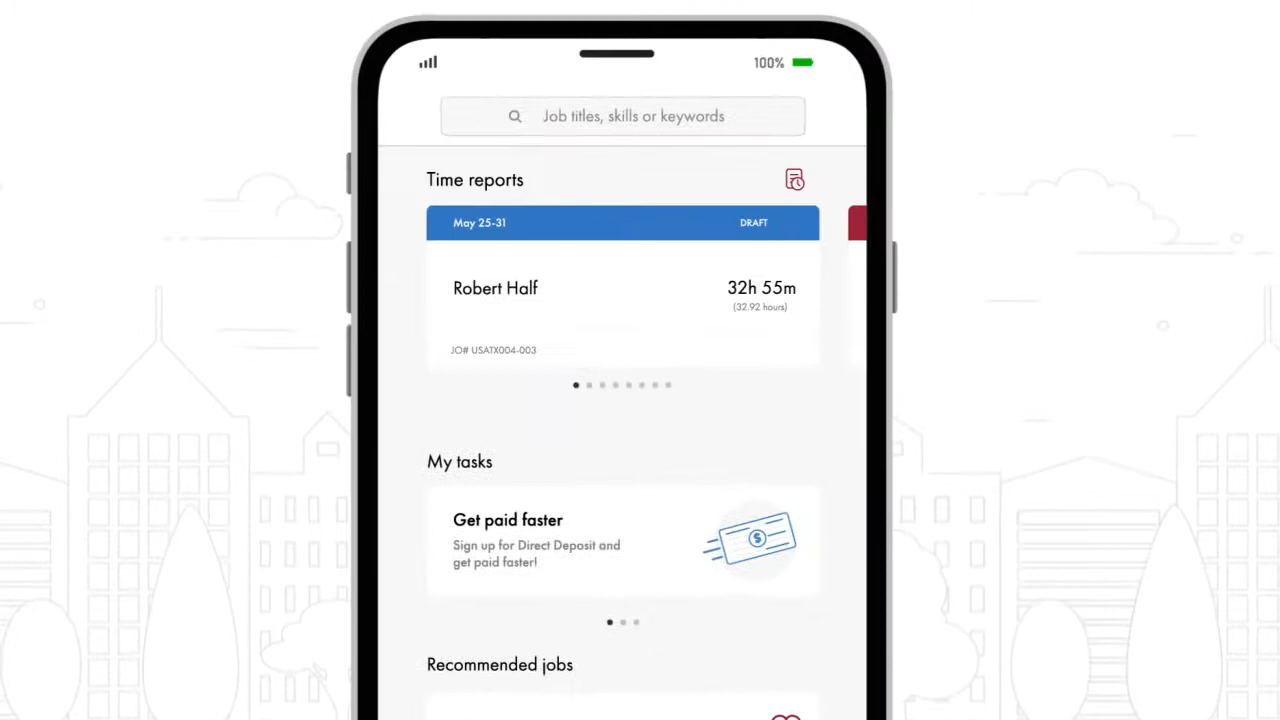 100%
Job titles, skills or keywords
Time reports
May 25-31 DRAFT
Robert Half 32h 55m
(32.92 hours)
JO# USATX004-003
My tasks
Get paid faster
Sign up for Direct Deposit and
get paid faster!
$
Recommended jobs